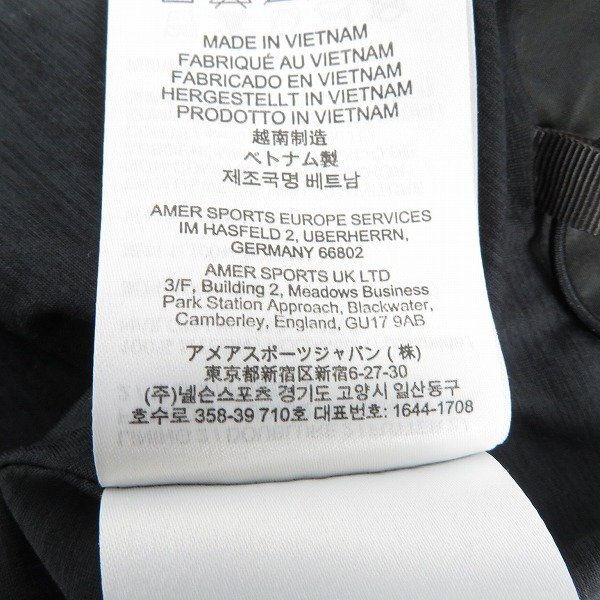 MADE IN VIETNAM
FABRIQUÉ AU VIETNAM
FABRICADO EN VIETNAM
HERGESTELLT IN VIETNAM
PRODOTTO IN VIETNAM
越南制造
ベトナム製
제조국명 베트남
AMER SPORTS EUROPE SERVICES
IM HASFELD 2, UBERHERRN,
GERMANY 66802
AMER SPORTS UK LTD
3/F, Building 2, Meadows Business
Park Station Approach, Blackwater,
Camberley, England, GU17 9AB
アメアスポーツジャパン (株)
東京都新宿区新宿6-27-30
(주)넬슨스포츠 경기도 고양시 일산동구
호수로 358-39 710호 대표번호: 1644-1708